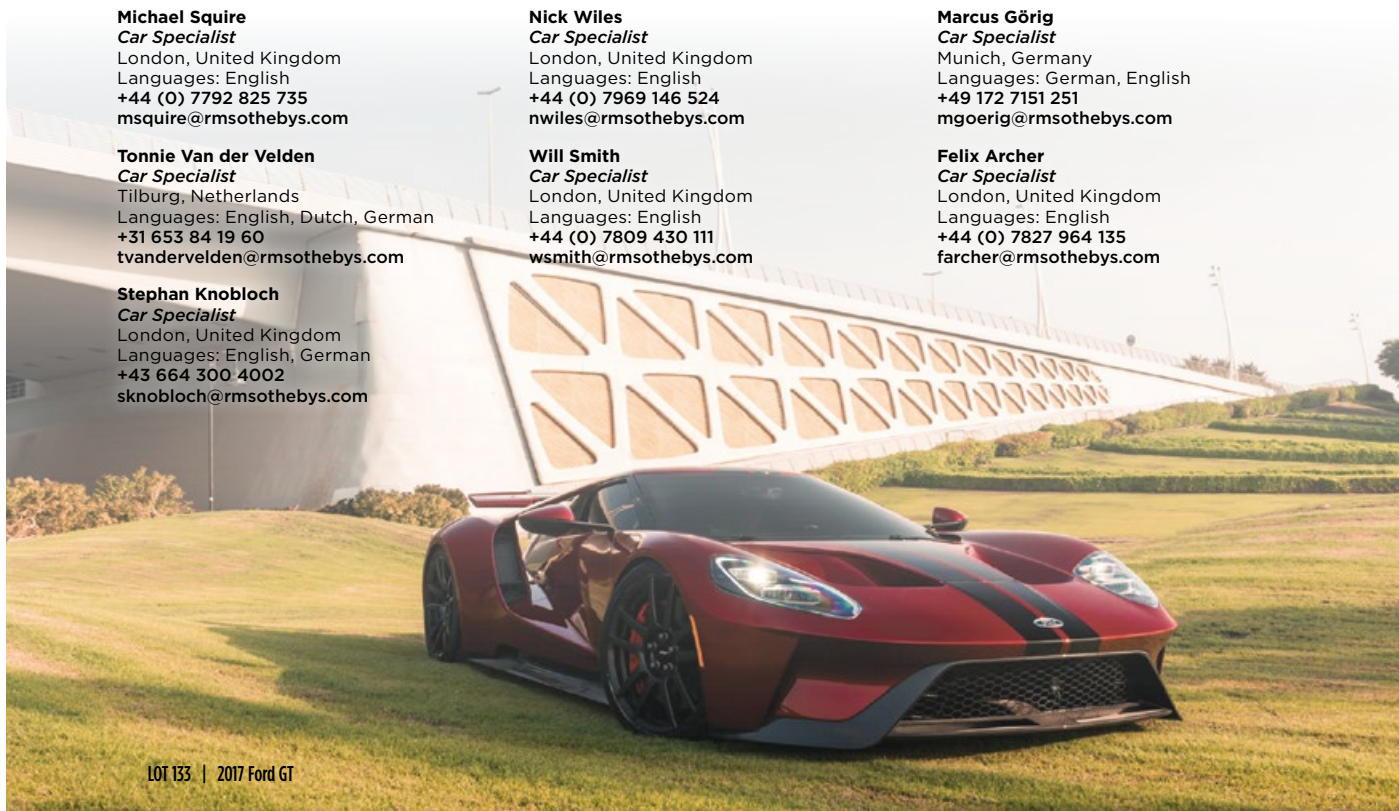 Michael Squire
Car Specialist
London, United Kingdom
Languages: English
+44 (0) 7792 825 735
msquire@rmsothebys.com
Nick Wiles
Car Specialist
London, United Kingdom
Languages: English
+44 (0) 7969 146 524
nwiles@rmsothebys.com
Marcus Görig
Car Specialist
Munich, Germany
Languages: German, English
+49 172 7151 251
mgoerig@rmsothebys.com
Tonnie Van der Velden
Car Specialist
Tilburg, Netherlands
Languages: English, Dutch, German
+31 653 84 19 60
tvandervelden@rmsothebys.com
Will Smith
Car Specialist
London, United Kingdom
Languages: English
+44 (0) 7809 430 111
wsmith@rmsothebys.com
Felix Archer
Car Specialist
London, United Kingdom
Languages: English
+44 (0) 7827 964 135
farcher@rmsothebys.com
Stephan Knobloch
Car Specialist
London, United Kingdom
Languages: English, German
+43 664 300 4002
sknobloch@rmsothebys.com
LOT 133 | 2017 Ford GT